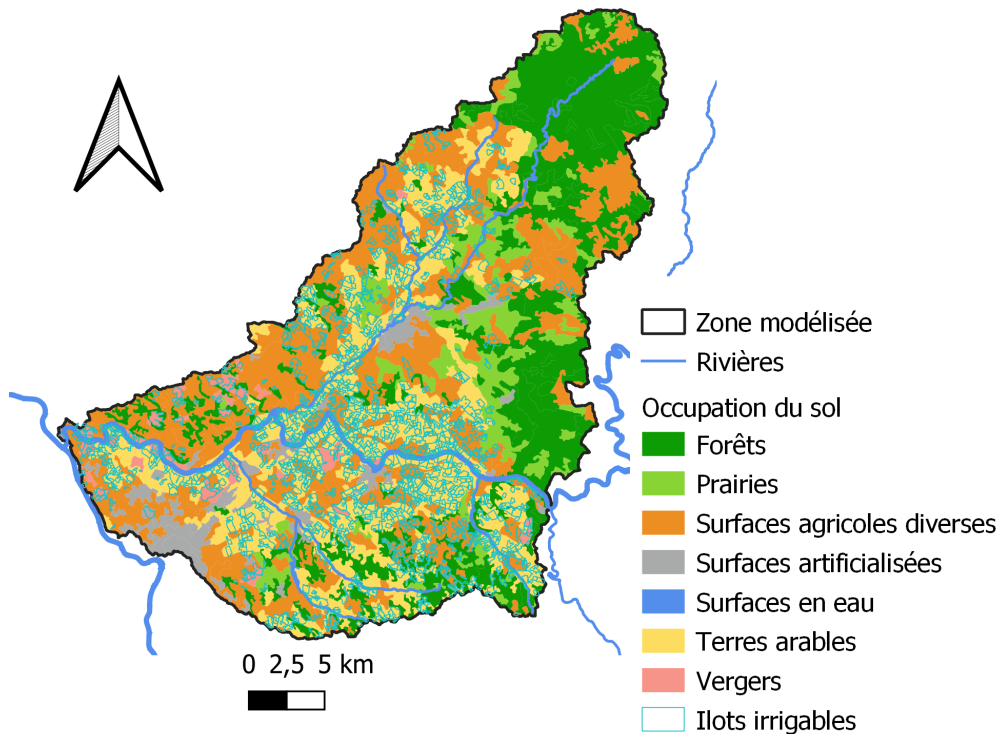 Zone modélisée
Rivières
Occupation du sol
Forêts
Prairies
Surfaces agricoles diverses
Surfaces artificialisées
Surfaces en eau
Terres arables
Vergers
Ilots irrigables
0 2,5 5 km